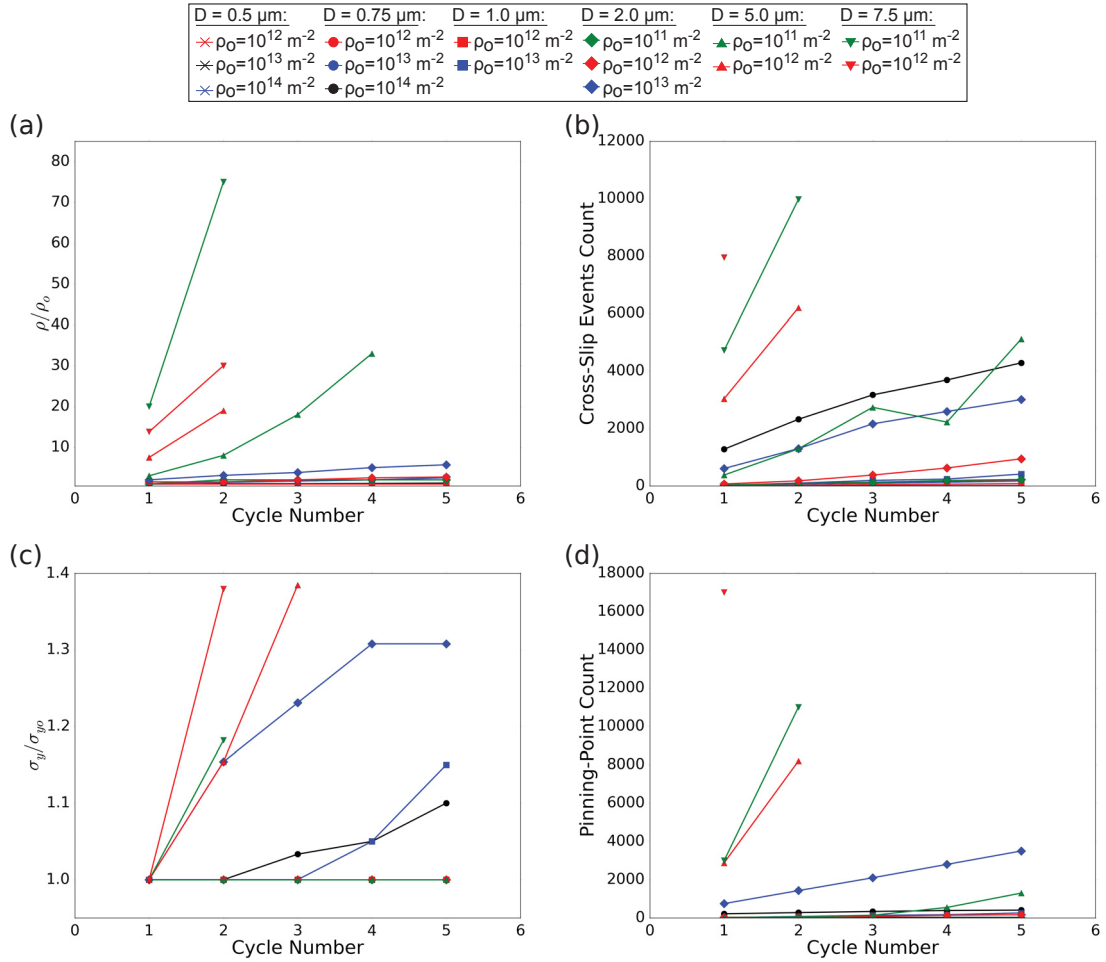 D = 0.5 µm: D = 0.75 µm: D = 1.0 µm: D = 2.0 µm: D = 5.0 µm: D = 7.5 µm:
ρo=10¹² m⁻² ρo=10¹² m⁻² ρo=10¹² m⁻² ρo=10¹¹ m⁻² ρo=10¹¹ m⁻² ρo=10¹¹ m⁻²
ρo=10¹³ m⁻² ρo=10¹³ m⁻² ρo=10¹³ m⁻² ρo=10¹² m⁻² ρo=10¹² m⁻² ρo=10¹² m⁻²
ρo=10¹⁴ m⁻² ρo=10¹⁴ m⁻² ρo=10¹³ m⁻²
(a)
80
70
60
50
40
30
20
10
ρ/ρo
0 1 2 3 4 5 6
Cycle Number
(b)
12000
10000
8000
6000
4000
2000
0
Cross-Slip Events Count
0 1 2 3 4 5 6
Cycle Number
(c)
1.4
1.3
1.2
1.1
1.0
σy/σyo
0 1 2 3 4 5 6
Cycle Number
(d)
18000
16000
14000
12000
10000
8000
6000
4000
2000
0
Pinning-Point Count
0 1 2 3 4 5 6
Cycle Number